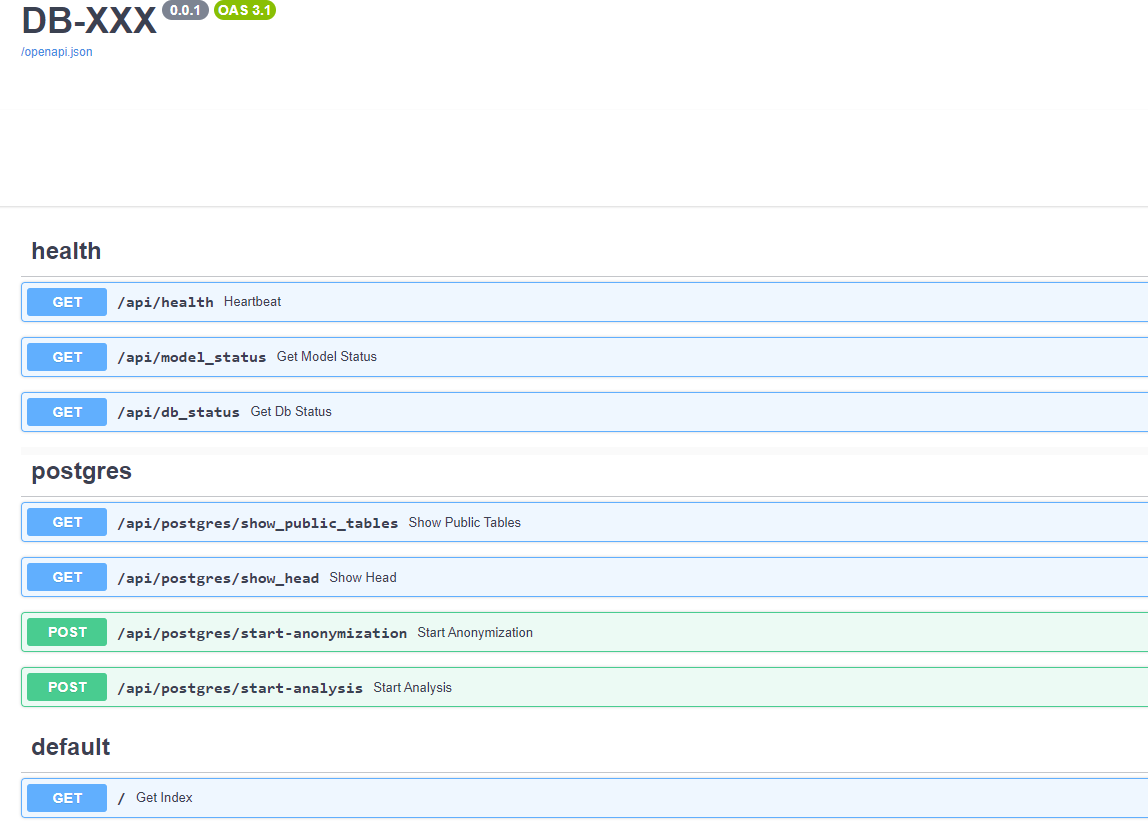 DB-XXX 0.0.1 OAS 3.1
/openapi.json
health
GET /api/health Heartbeat
GET /api/model_status Get Model Status
GET /api/db_status Get Db Status
postgres
GET /api/postgres/show_public_tables Show Public Tables
GET /api/postgres/show_head Show Head
POST /api/postgres/start-anonymization Start Anonymization
POST /api/postgres/start-analysis Start Analysis
default
GET / Get Index